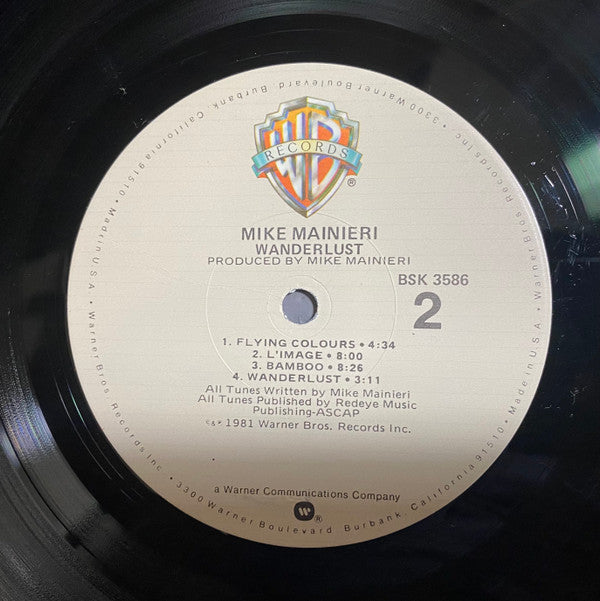 WB
RECORDS
®
MIKE MAINIERI
WANDERLUST
PRODUCED BY MIKE MAINIERI
BSK 3586
2
1. FLYING COLOURS • 4:34
2. L'IMAGE • 8:00
3. BAMBOO • 8:26
4. WANDERLUST • 3:11
All Tunes Written by Mike Mainieri
All Tunes Published by Redeye Music
Publishing-ASCAP
©&℗ 1981 Warner Bros. Records Inc.
a Warner Communications Company
W®
• Warner Bros. Records Inc. • 3300 Warner Boulevard, Burbank, California 91510 • Made in U.S.A. • Warner Bros. Records Inc. • 3300 Warner Boulevard, Burbank, California 91510 • Made in U.S.A.